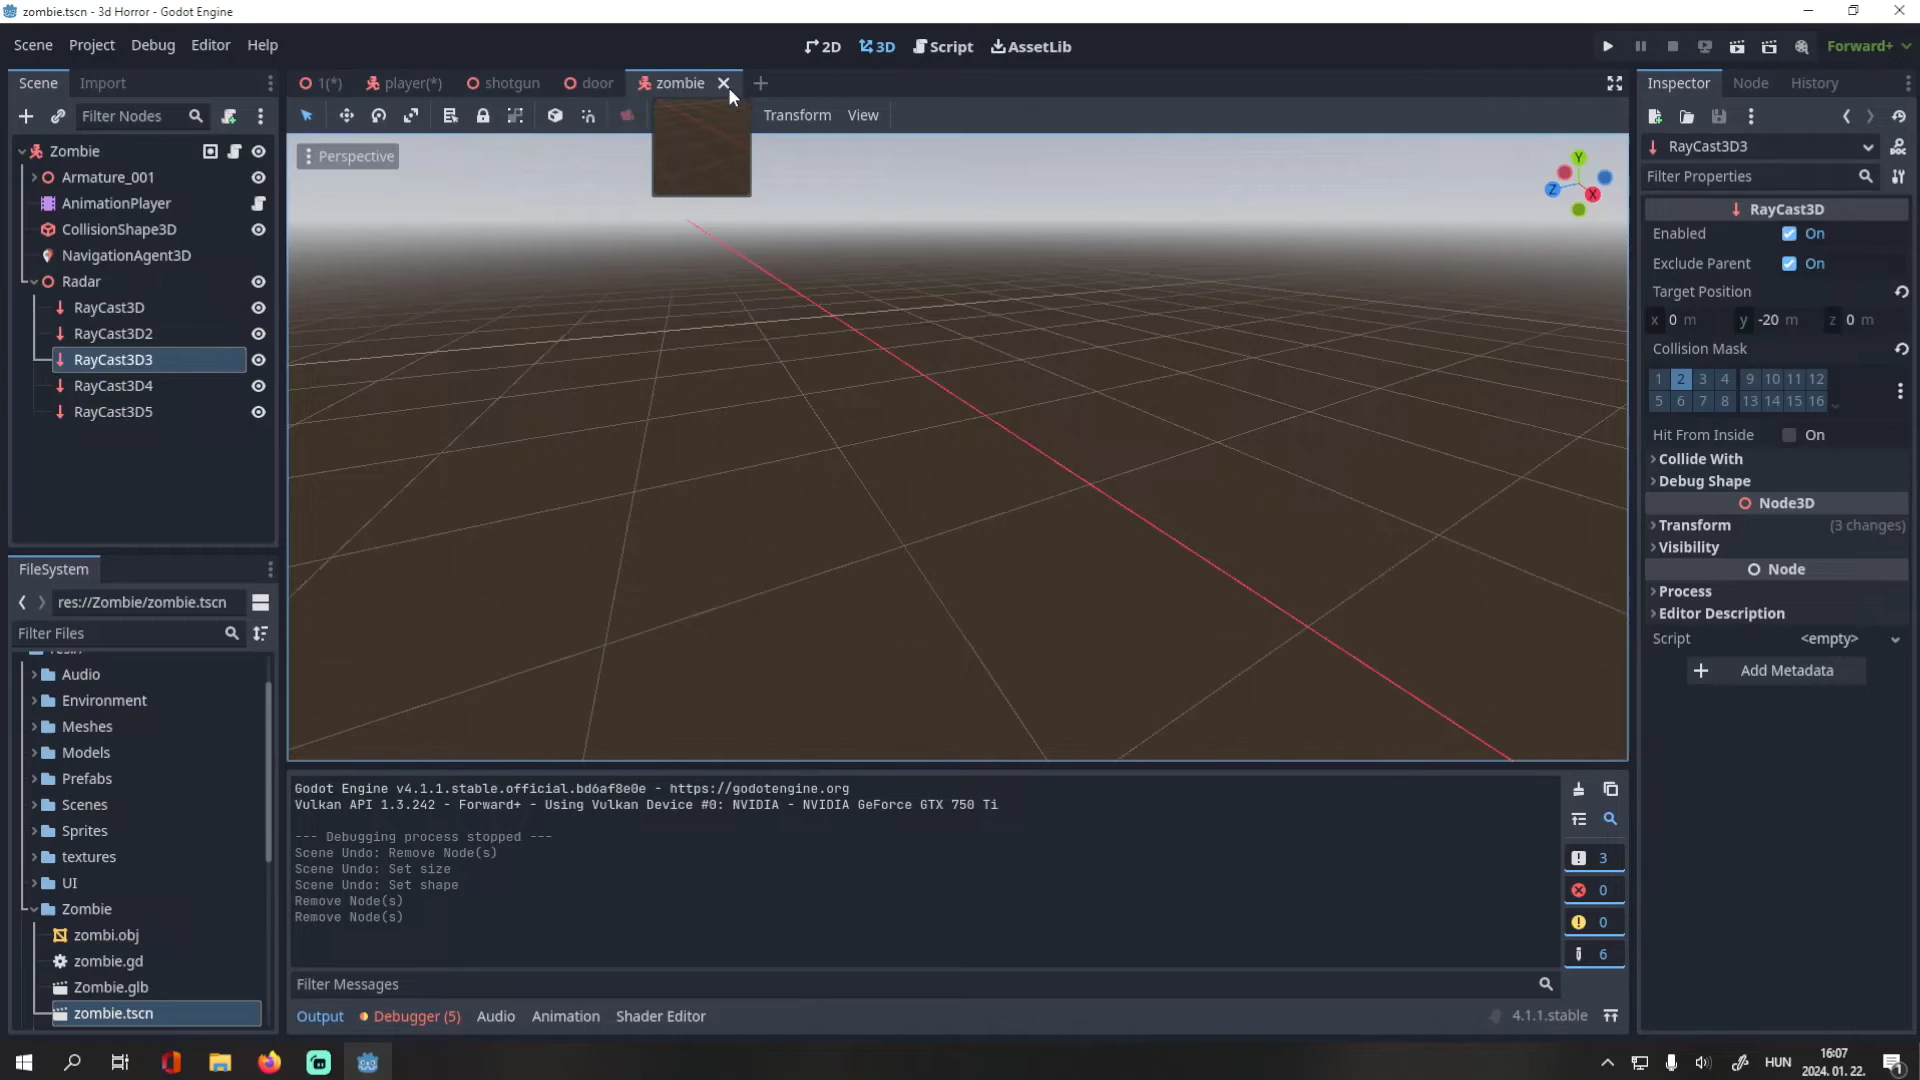 zombie.tscn - 3d Horror - Godot Engine
Scene Project Debug Editor Help
2D 3D Script AssetLib
Forward+
Scene Import
1(*) player(*) shotgun door zombie
Inspector Node History
Filter Nodes
Transform View
Zombie
Armature_001
AnimationPlayer
CollisionShape3D
NavigationAgent3D
Radar
RayCast3D
RayCast3D2
RayCast3D3
RayCast3D4
RayCast3D5
Perspective
Y
Z
X
RayCast3D3
Filter Properties
RayCast3D
Enabled On
Exclude Parent On
Target Position
x 0 m y -20 m z 0 m
Collision Mask
1 2 3 4 9 10 11 12
5 6 7 8 13 14 15 16
Hit From Inside On
Collide With
Debug Shape
Node3D
Transform (3 changes)
Visibility
Node
Process
Editor Description
Script <empty>
Add Metadata
FileSystem
res://Zombie/zombie.tscn
Filter Files
Audio
Environment
Meshes
Models
Prefabs
Scenes
Sprites
textures
UI
Zombie
zombi.obj
zombie.gd
Zombie.glb
zombie.tscn
Godot Engine v4.1.1.stable.official.bd6af8e0e - https://godotengine.org
Vulkan API 1.3.242 - Forward+ - Using Vulkan Device #0: NVIDIA - NVIDIA GeForce GTX 750 Ti
--- Debugging process stopped ---
Scene Undo: Remove Node(s)
Scene Undo: Set size
Scene Undo: Set shape
Remove Node(s)
Remove Node(s)
3
0
0
6
Filter Messages
Output Debugger (5) Audio Animation Shader Editor
4.1.1.stable
HUN
16:07
2024. 01. 22.
1